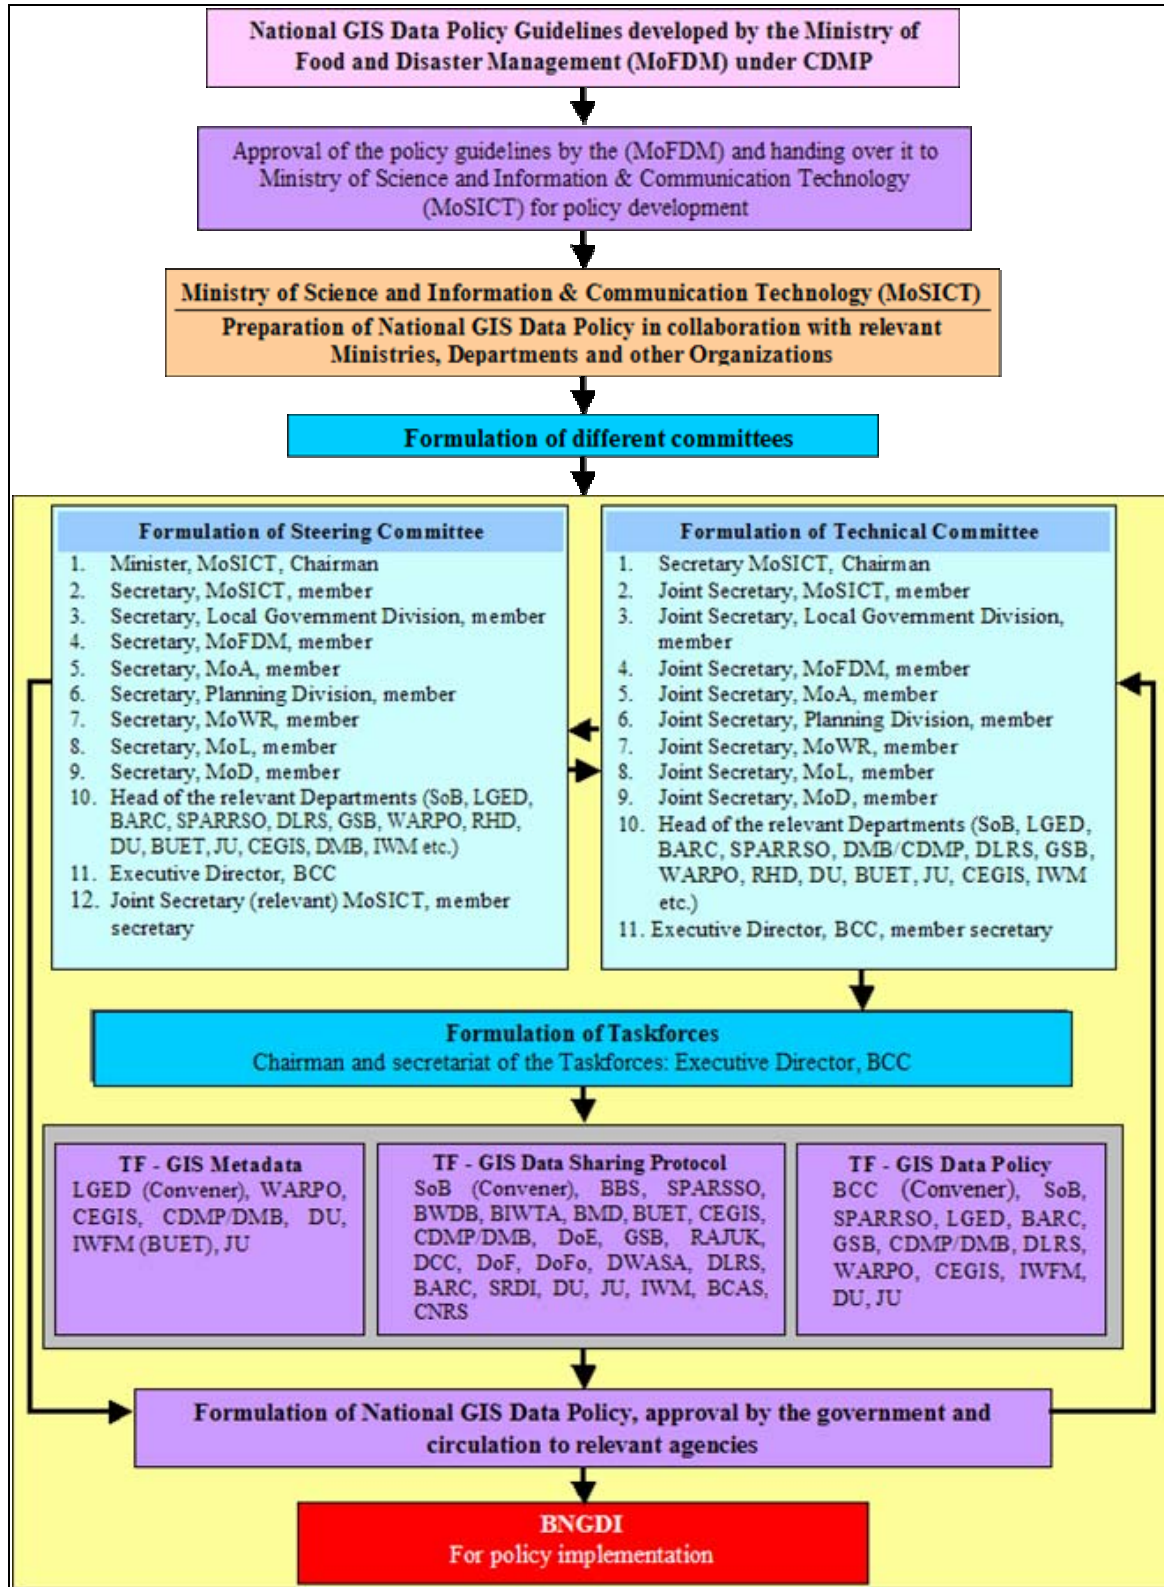 National GIS Data Policy Guidelines developed by the Ministry of
Food and Disaster Management (MoFDM) under CDMP
Approval of the policy guidelines by the (MoFDM) and handing over it to
Ministry of Science and Information & Communication Technology
(MoSICT) for policy development
Ministry of Science and Information & Communication Technology (MoSICT)
Preparation of National GIS Data Policy in collaboration with relevant
Ministries, Departments and other Organizations
Formulation of different committees
Formulation of Steering Committee
1. Minister, MoSICT, Chairman
2. Secretary, MoSICT, member
3. Secretary, Local Government Division, member
4. Secretary, MoFDM, member
5. Secretary, MoA, member
6. Secretary, Planning Division, member
7. Secretary, MoWR, member
8. Secretary, MoL, member
9. Secretary, MoD, member
10. Head of the relevant Departments (SoB, LGED,
BARC, SPARRSO, DLRS, GSB, WARPO, RHD,
DU, BUET, JU, CEGIS, DMB, IWM etc.)
11. Executive Director, BCC
12. Joint Secretary (relevant) MoSICT, member
secretary
Formulation of Technical Committee
1. Secretary MoSICT, Chairman
2. Joint Secretary, MoSICT, member
3. Joint Secretary, Local Government Division,
member
4. Joint Secretary, MoFDM, member
5. Joint Secretary, MoA, member
6. Joint Secretary, Planning Division, member
7. Joint Secretary, MoWR, member
8. Joint Secretary, MoL, member
9. Joint Secretary, MoD, member
10. Head of the relevant Departments (SoB, LGED,
BARC, SPARRSO, DMB/CDMP, DLRS, GSB,
WARPO, RHD, DU, BUET, JU, CEGIS, IWM
etc.)
11. Executive Director, BCC, member secretary
Formulation of Taskforces
Chairman and secretariat of the Taskforces: Executive Director, BCC
TF - GIS Metadata
LGED (Convener), WARPO,
CEGIS, CDMP/DMB, DU,
IWFM (BUET), JU
TF - GIS Data Sharing Protocol
SoB (Convener), BBS, SPARSSO,
BWDB, BIWTA, BMD, BUET, CEGIS,
CDMP/DMB, DoE, GSB, RAJUK,
DCC, DoF, DoFo, DWASA, DLRS,
BARC, SRDI, DU, JU, IWM, BCAS,
CNRS
TF - GIS Data Policy
BCC (Convener), SoB,
SPARRSO, LGED, BARC,
GSB, CDMP/DMB, DLRS,
WARPO, CEGIS, IWFM,
DU, JU
Formulation of National GIS Data Policy, approval by the government and
circulation to relevant agencies
BNGDI
For policy implementation